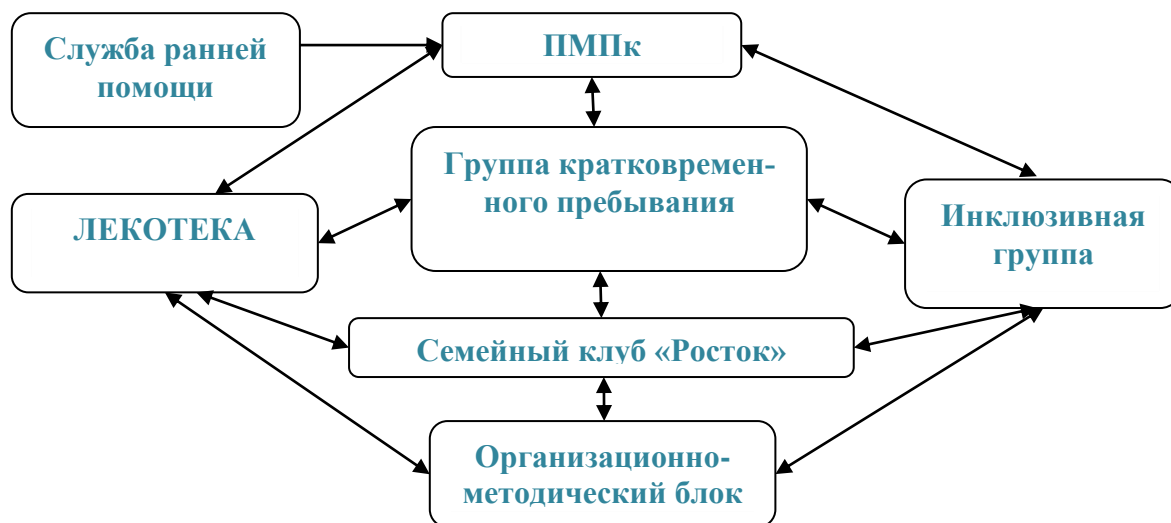 Служба ранней
помощи
ПМПк
Группа кратковремен-
ного пребывания
ЛЕКОТЕКА
Инклюзивная
группа
Семейный клуб «Росток»
Организационно-
методический блок